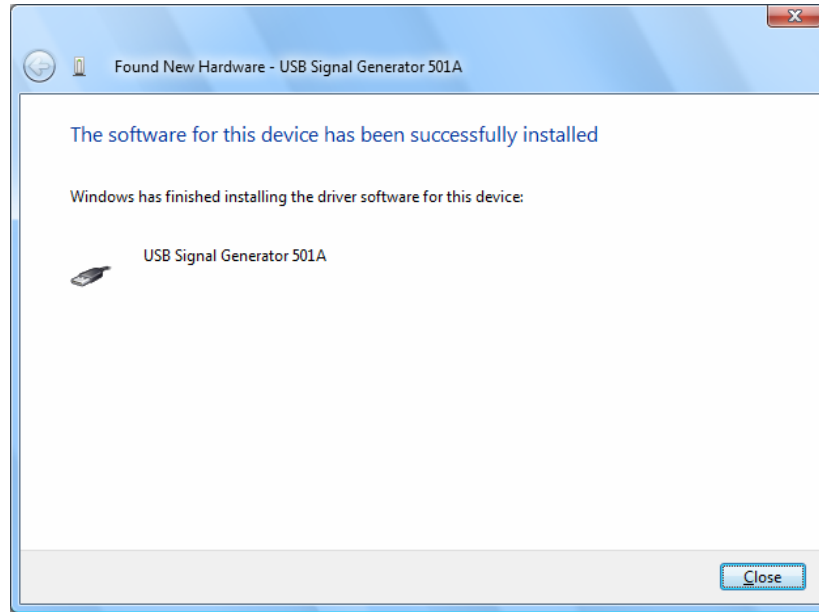 Found New Hardware - USB Signal Generator 501A
The software for this device has been successfully installed
Windows has finished installing the driver software for this device:
USB Signal Generator 501A
Close